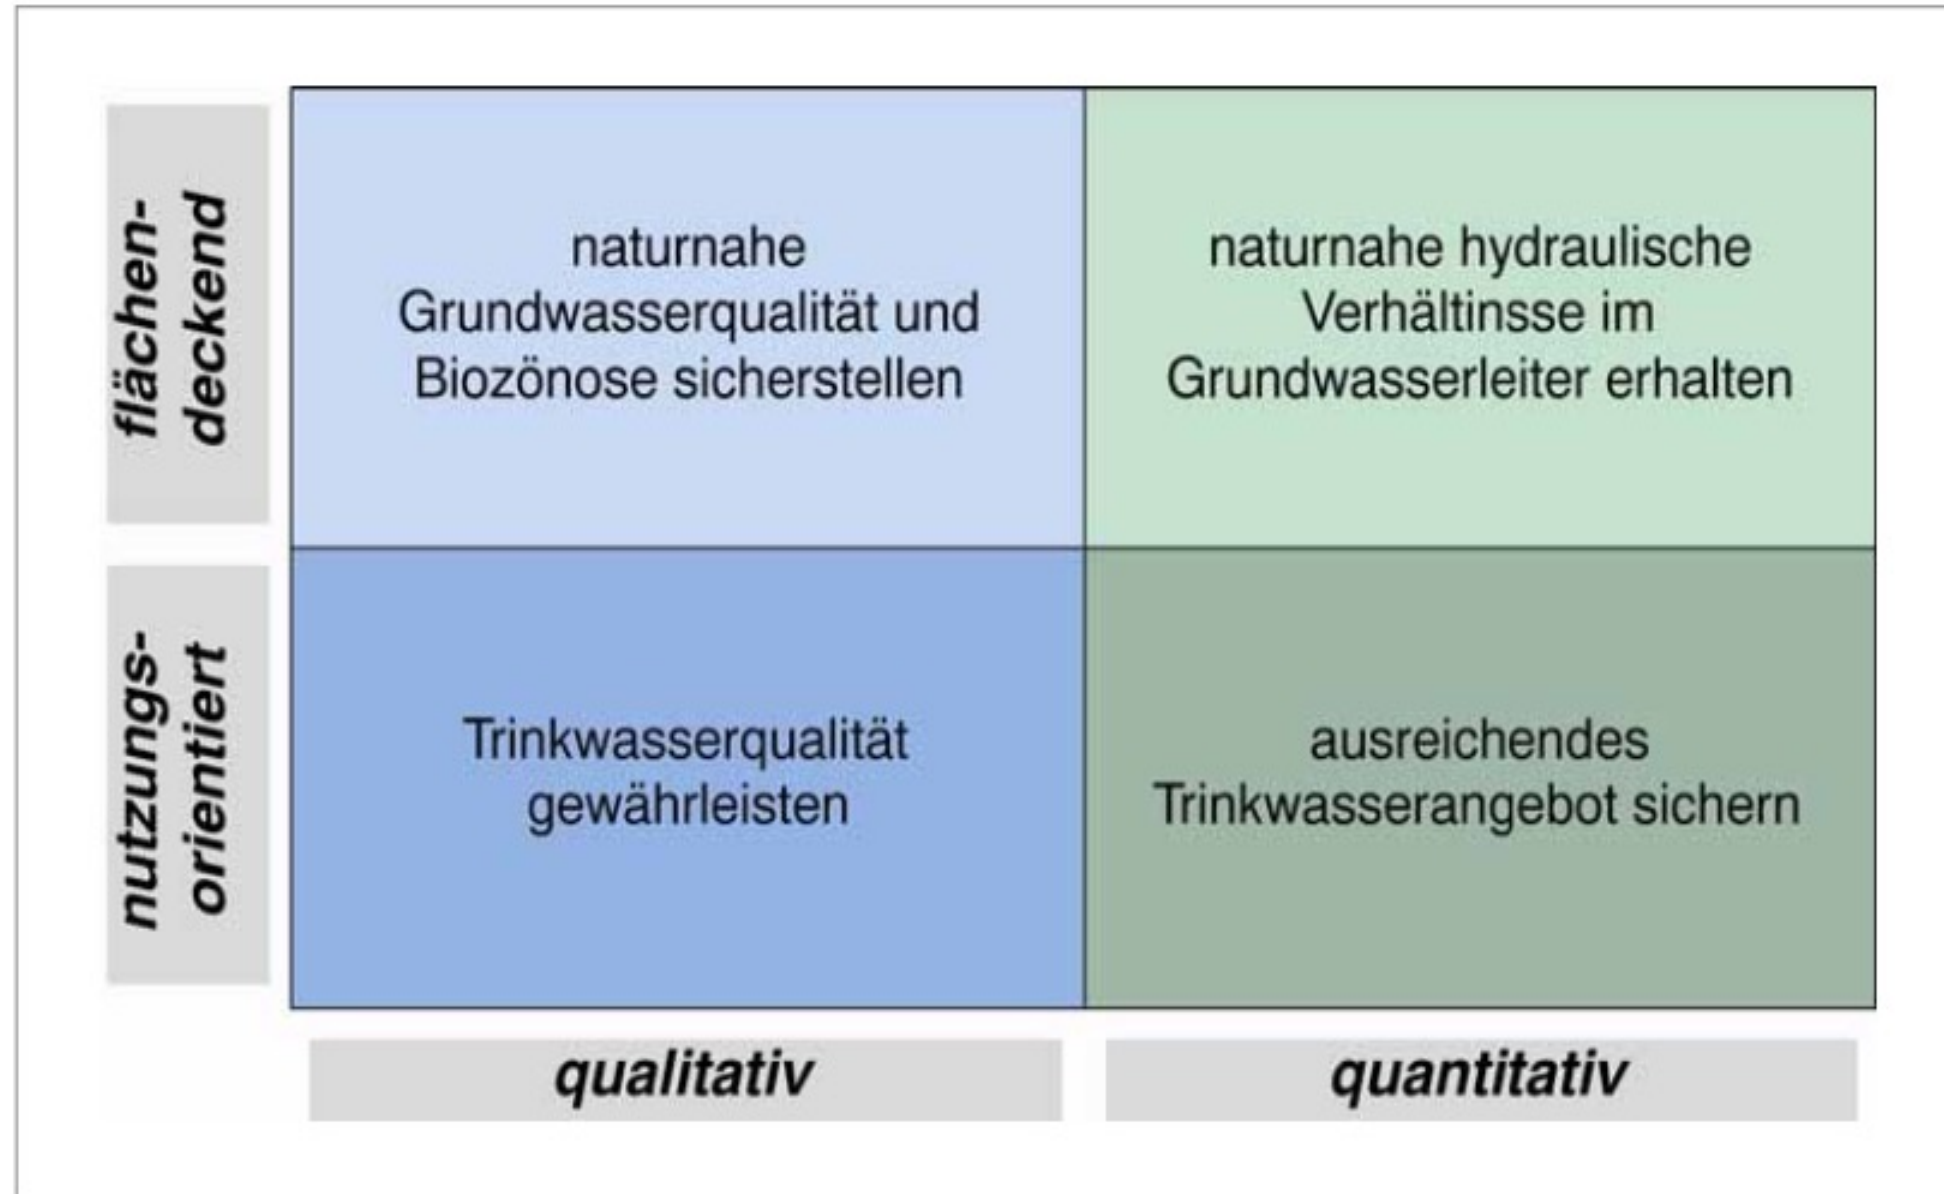 flächen-
deckend
naturnahe
Grundwasserqualität und
Biozönose sicherstellen
naturnahe hydraulische
Verhältinsse im
Grundwasserleiter erhalten
nutzungs-
orientiert
Trinkwasserqualität
gewährleisten
ausreichendes
Trinkwasserangebot sichern
qualitativ
quantitativ